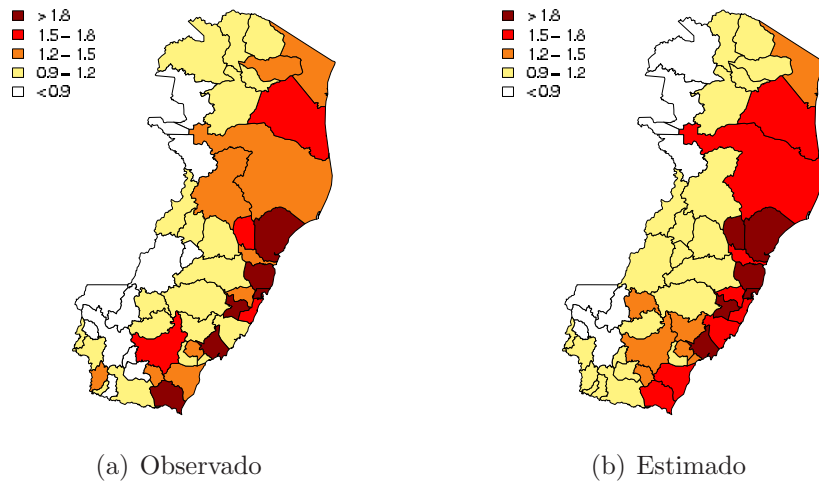 > 1.8
1.5 – 1.8
1.2 – 1.5
0.9 – 1.2
< 0.9
> 1.8
1.5 – 1.8
1.2 – 1.5
0.9 – 1.2
< 0.9
(a) Observado
(b) Estimado